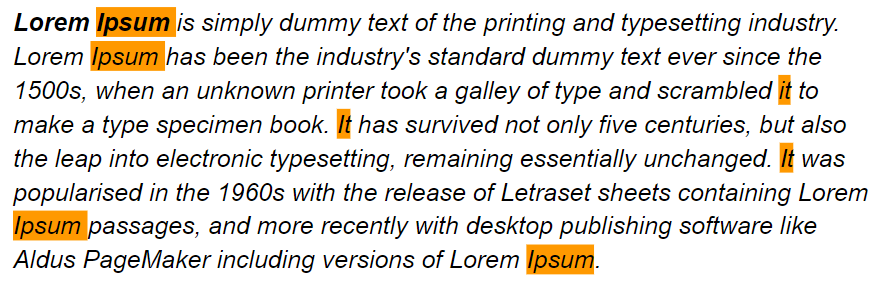 Lorem Ipsum is simply dummy text of the printing and typesetting industry.
Lorem Ipsum has been the industry's standard dummy text ever since the
1500s, when an unknown printer took a galley of type and scrambled it to
make a type specimen book. It has survived not only five centuries, but also
the leap into electronic typesetting, remaining essentially unchanged. It was
popularised in the 1960s with the release of Letraset sheets containing Lorem
Ipsum passages, and more recently with desktop publishing software like
Aldus PageMaker including versions of Lorem Ipsum.